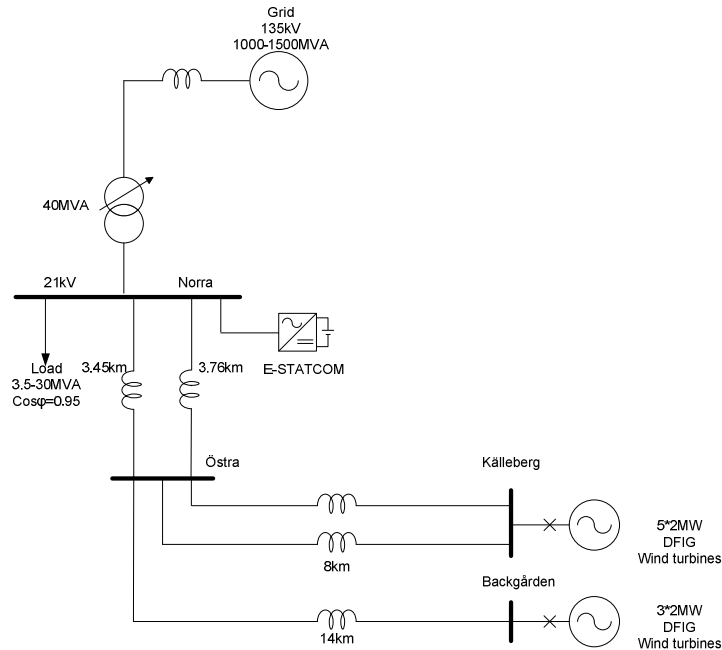 Grid
135kV
1000-1500MVA
40MVA
21kV
Norra
Load
3.5-30MVA
Cosφ=0.95
3.45km
3.76km
E-STATCOM
Östra
Källeberg
5*2MW
DFIG
Wind turbines
8km
Backgården
3*2MW
DFIG
Wind turbines
14km